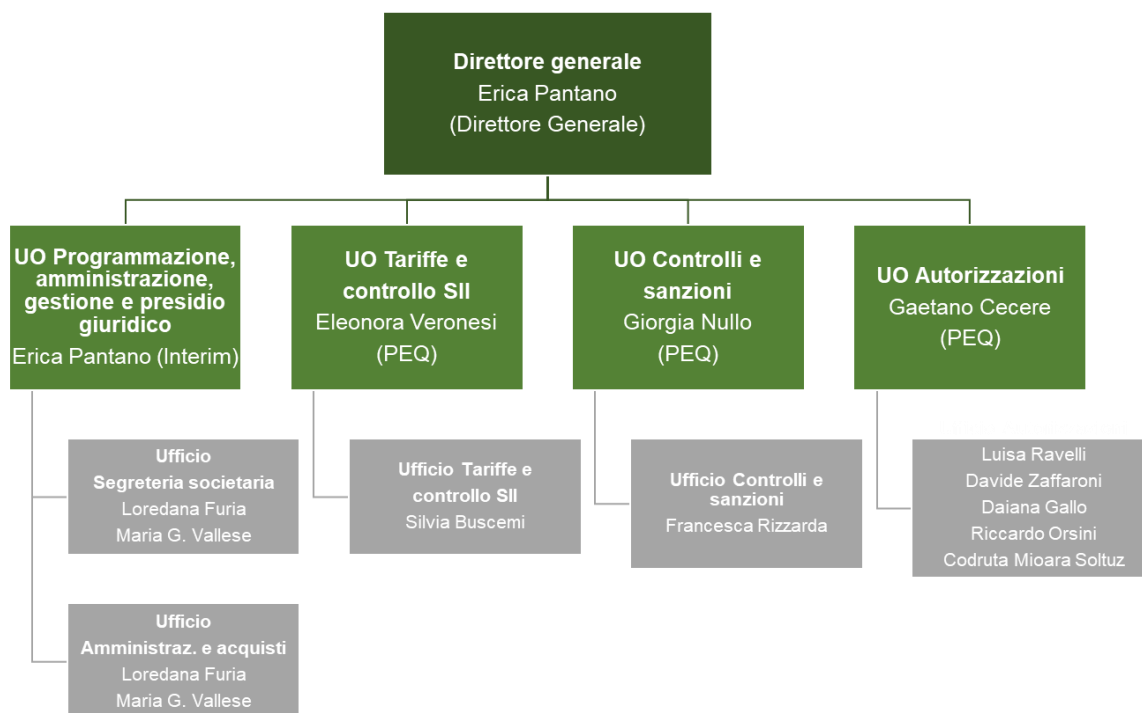 Direttore generale
Erica Pantano
(Direttore Generale)
UO Programmazione,
amministrazione,
gestione e presidio
giuridico
Erica Pantano (Interim)
UO Tariffe e
controllo SII
Eleonora Veronesi
(PEQ)
UO Controlli e
sanzioni
Giorgia Nullo
(PEQ)
UO Autorizzazioni
Gaetano Cecere
(PEQ)
Ufficio
Segreteria societaria
Loredana Furia
Maria G. Vallese
Ufficio Tariffe e
controllo SII
Silvia Buscemi
Ufficio Controlli e
sanzioni
Francesca Rizzarda
Luisa Ravelli
Davide Zaffaroni
Daiana Gallo
Riccardo Orsini
Codruta Mioara Soltuz
Ufficio
Amministraz. e acquisti
Loredana Furia
Maria G. Vallese